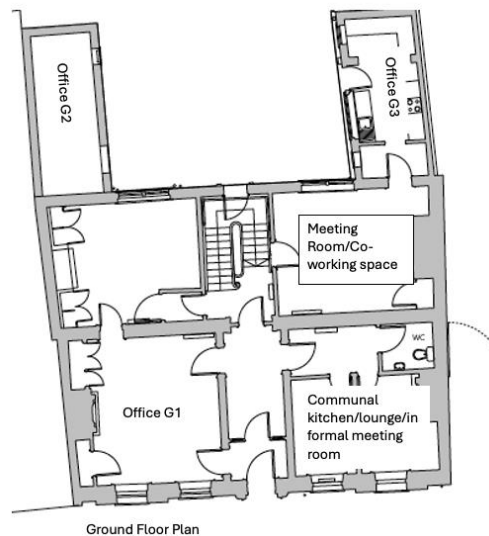 Office G2
Office G3
Meeting
Room/Co-
working space
WC
Office G1
Communal
kitchen/lounge/in
formal meeting
room
Ground Floor Plan